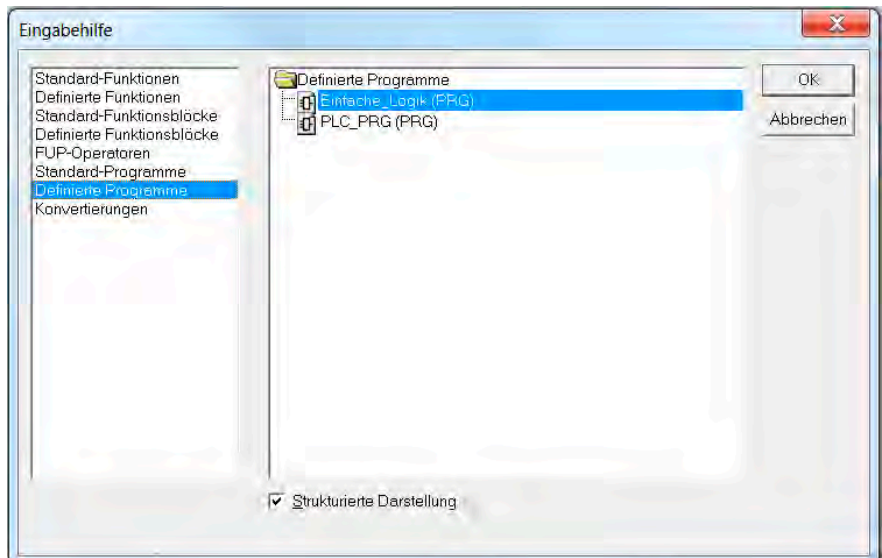 Eingabehilfe
Standard-Funktionen
Definierte Funktionen
Standard-Funktionsblöcke
Definierte Funktionsblöcke
FUP-Operatoren
Standard-Programme
Definierte Programme
Konvertierungen
Definierte Programme
Einfache_Logik (PRG)
PLC_PRG (PRG)
OK
Abbrechen
Strukturierte Darstellung